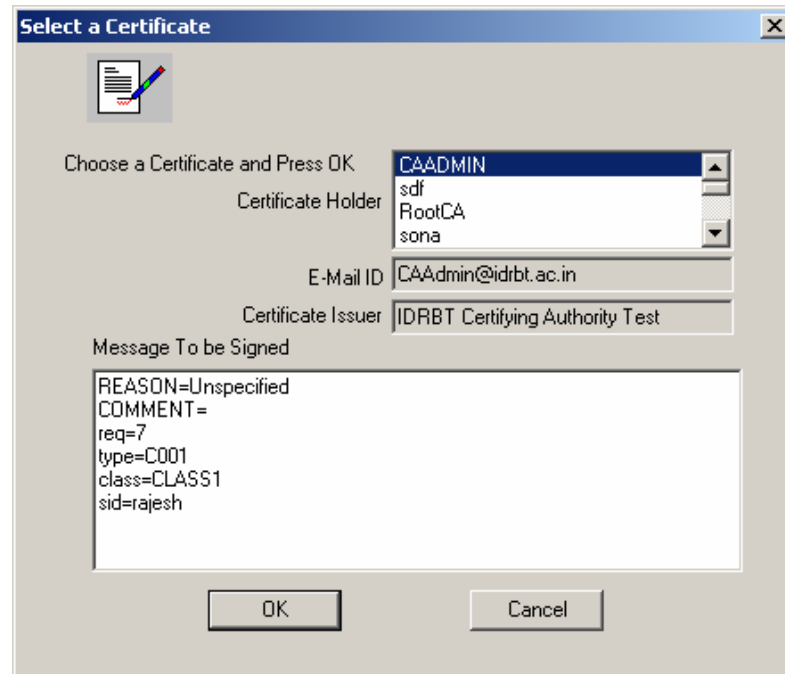 Select a Certificate
Choose a Certificate and Press OK
Certificate Holder
CAADMIN
sdf
RootCA
sona
E-Mail ID
CAAdmin@idrbt.ac.in
Certificate Issuer
IDRBT Certifying Authority Test
Message To be Signed
REASON=Unspecified
COMMENT=
req=7
type=C001
class=CLASS1
sid=rajesh
OK
Cancel